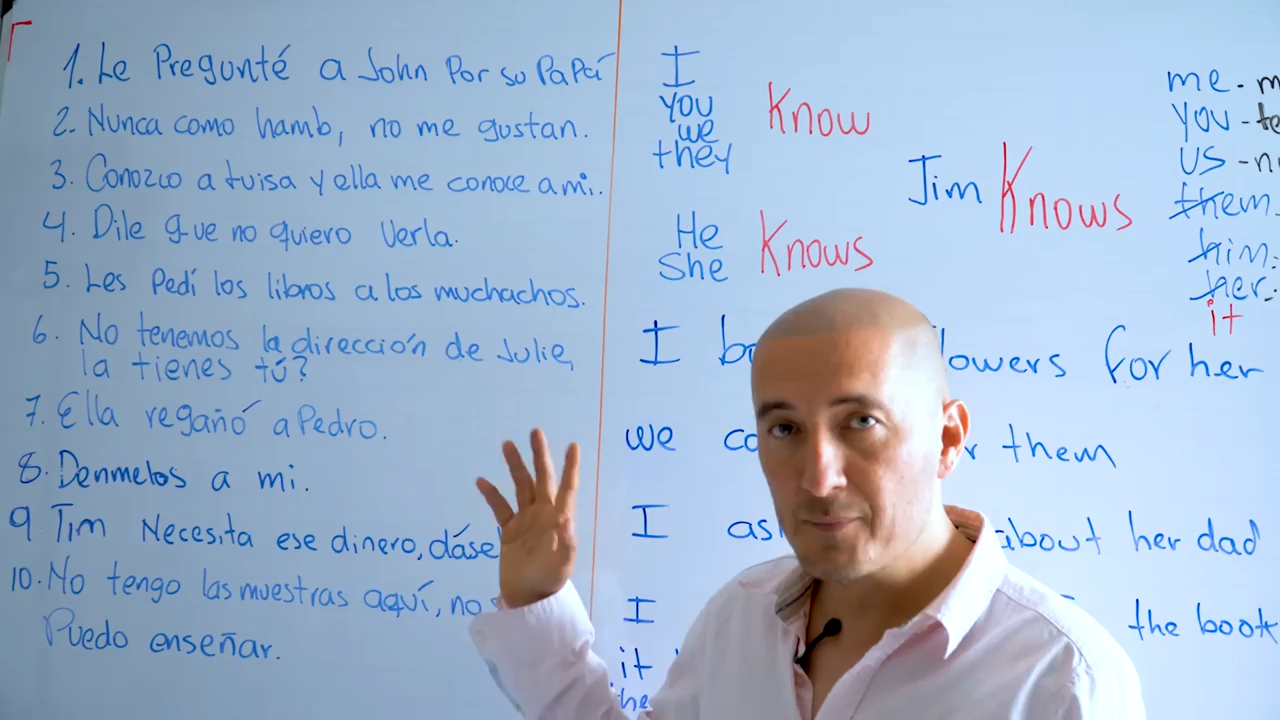 1. Le Pregunté a John Por su PaPaí
2. Nunca como hamb, no me gustan.
3. Conozco a Luisa y ella me conoce a mi.
4. Dile que no quiero Verla.
5. Les Pedí los libros a los muchachos.
6. No tenemos la dirección de Julie,
la tienes tú?
7. Ella regañó a Pedro.
8. Denmelos a mi.
9 Tim Necesita ese dinero, dáse
10. No tengo las muestras aquí, no
Puedo enseñar.
I
you
we
they
Know
He
She
Knows
Jim Knows
me - m
you - te
us - n
them
him
her
it
I for her
we them
I about her dad
I the book
it